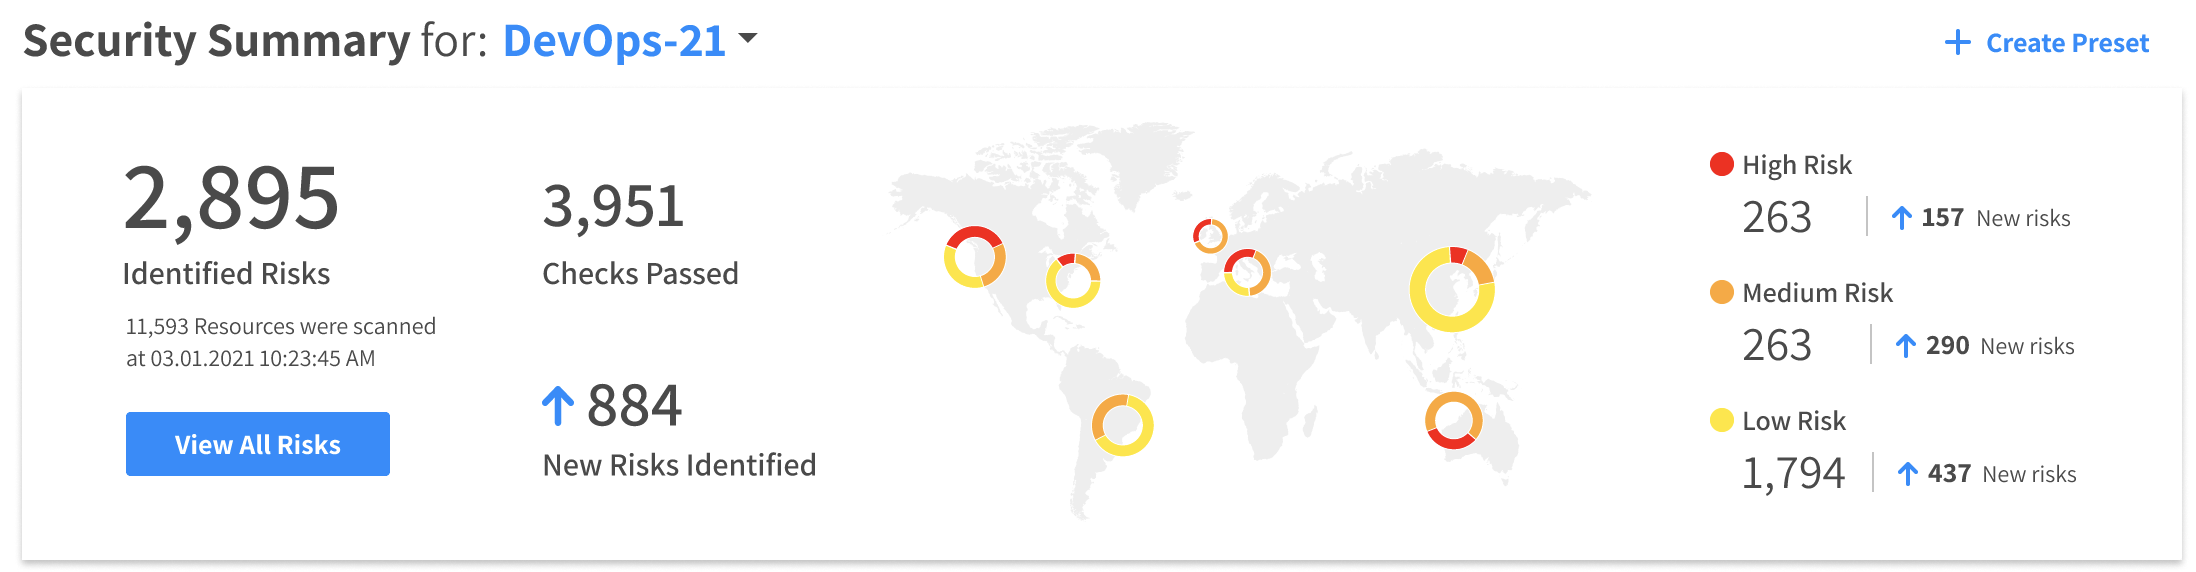 Security Summary for: DevOps-21
Create Preset
2,895
Identified Risks
11,593 Resources were scanned
at 03.01.2021 10:23:45 AM
View All Risks
3,951
Checks Passed
884
New Risks Identified
High Risk
263 157 New risks
Medium Risk
263 290 New risks
Low Risk
1,794 437 New risks